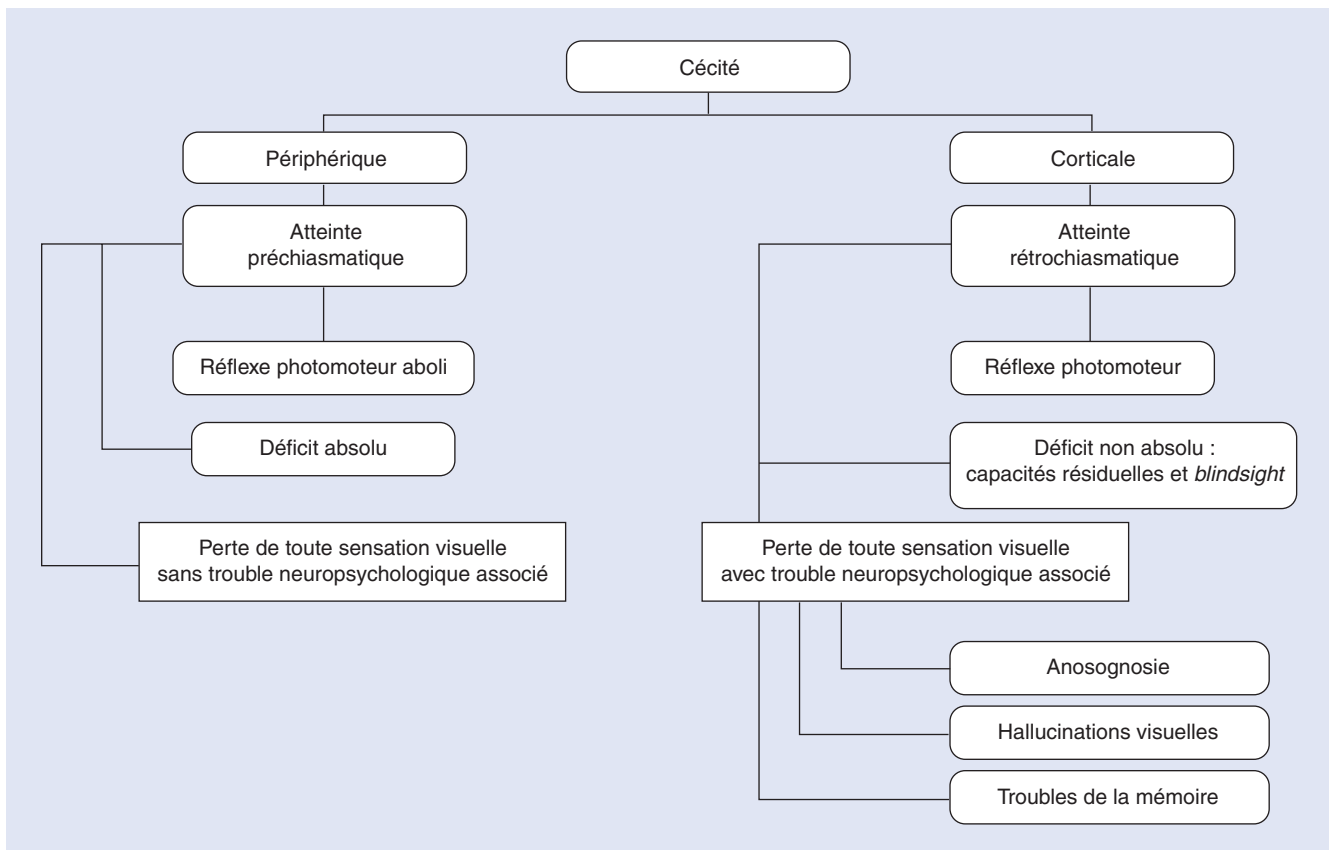 Cécité
Périphérique
Corticale
Atteinte
préchiasmatique
Atteinte
rétrochiasmatique
Réflexe photomoteur aboli
Réflexe photomoteur
Déficit absolu
Déficit non absolu :
capacités résiduelles et blindsight
Perte de toute sensation visuelle
sans trouble neuropsychologique associé
Perte de toute sensation visuelle
avec trouble neuropsychologique associé
Anosognosie
Hallucinations visuelles
Troubles de la mémoire